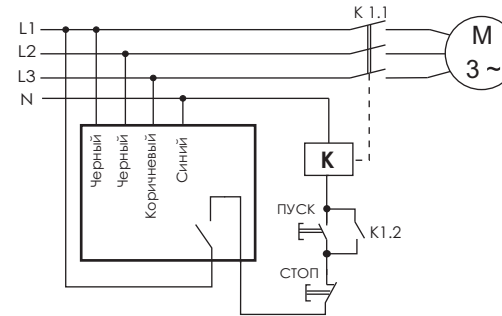 K 1.1
L1
L2
L3
N
M
3 ~
Черный
Черный
Коричневый
Синий
K
ПУСК
K1.2
СТОП